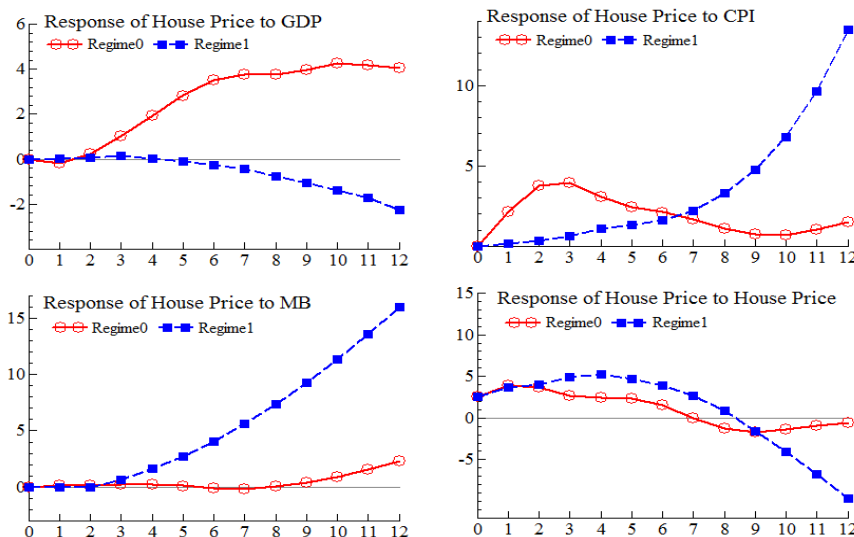 Response of House Price to GDP
Regime0 Regime1
6
4
2
0
-2
0 1 2 3 4 5 6 7 8 9 10 11 12
Response of House Price to CPI
Regime0 Regime1
10
5
0 1 2 3 4 5 6 7 8 9 10 11 12
Response of House Price to MB
Regime0 Regime1
15
10
5
0
0 1 2 3 4 5 6 7 8 9 10 11 12
Response of House Price to House Price
Regime0 Regime1
15
10
5
0
-5
0 1 2 3 4 5 6 7 8 9 10 11 12